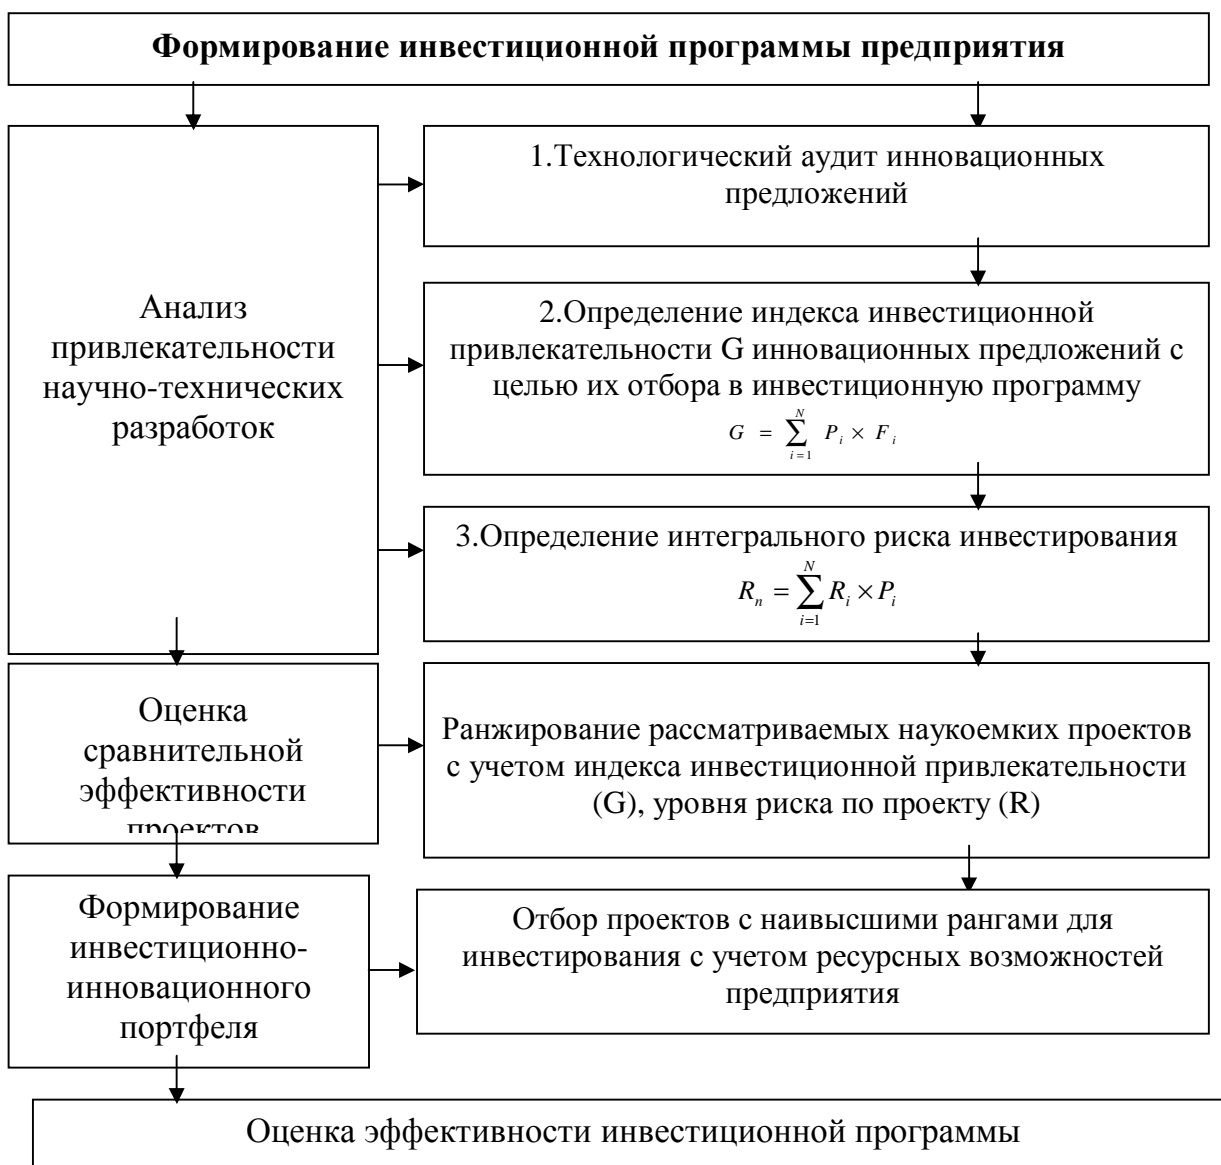 Формирование инвестиционной программы предприятия
1.Технологический аудит инновационных
предложений
Анализ
привлекательности
научно-технических
разработок
2.Определение индекса инвестиционной
привлекательности G инновационных предложений с
целью их отбора в инвестиционную программу
G = \sum_{i=1}^{N} P_i × F_i
3.Определение интегрального риска инвестирования
R_n = \sum_{i=1}^{N} R_i × P_i
Оценка
сравнительной
эффективности
проектов
Ранжирование рассматриваемых наукоемких проектов
с учетом индекса инвестиционной привлекательности
(G), уровня риска по проекту (R)
Формирование
инвестиционно-
инновационного
портфеля
Отбор проектов с наивысшими рангами для
инвестирования с учетом ресурсных возможностей
предприятия
Оценка эффективности инвестиционной программы